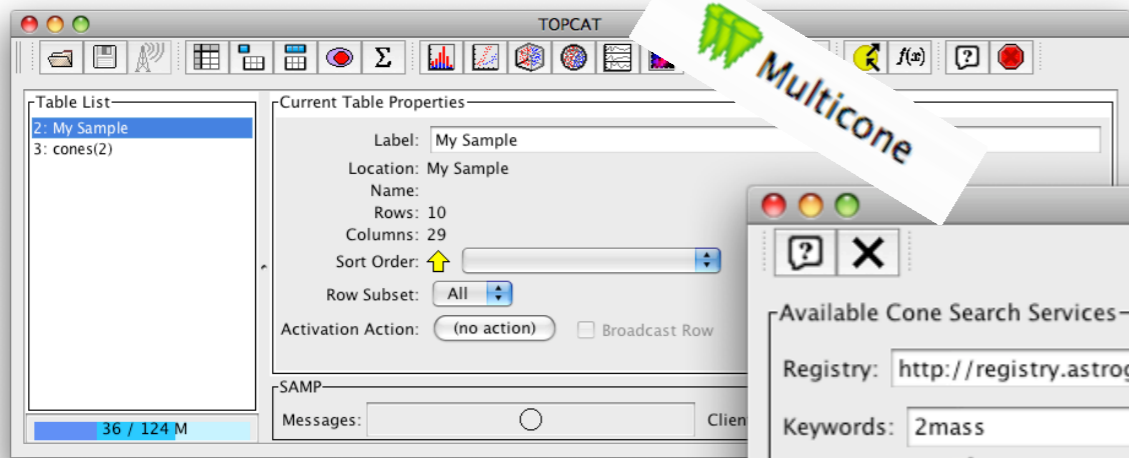 TOPCAT
Σ
f(x)
?
Multicone
Table List
2: My Sample
3: cones(2)
36 / 124 M
Current Table Properties
Label: My Sample
Location: My Sample
Name:
Rows: 10
Columns: 29
Sort Order:
Row Subset: All
Activation Action: (no action) Broadcast Row
SAMP
Messages:
Clien
?
Available Cone Search Services
Registry: http://registry.astrog
Keywords: 2mass